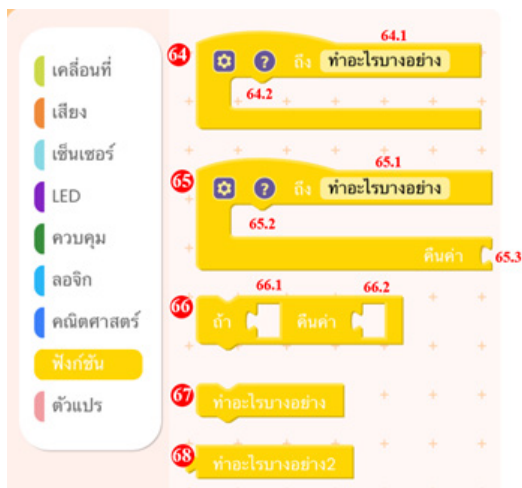 เคลื่อนที่
เสียง
เซ็นเซอร์
LED
ควบคุม
ลอจิก
คณิตศาสตร์
ฟังก์ชัน
ตัวแปร
64
64.1
? ถึง ทำอะไรบางอย่าง
64.2
65
65.1
? ถึง ทำอะไรบางอย่าง
65.2
คืนค่า 65.3
66
66.1 66.2
ถ้า คืนค่า
67
ทำอะไรบางอย่าง
68
ทำอะไรบางอย่าง2